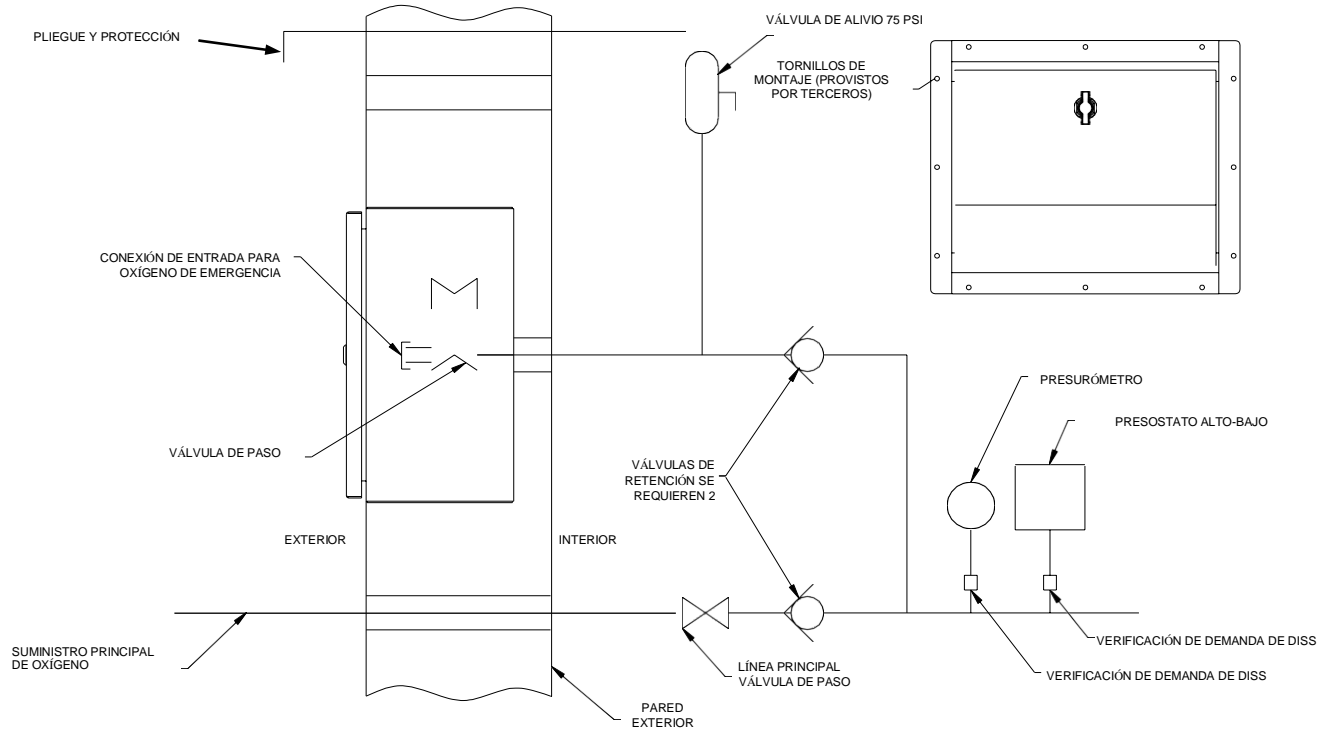 PLIEGUE Y PROTECCIÓN
VÁLVULA DE ALIVIO 75 PSI
TORNILLOS DE
MONTAJE (PROVISTOS
POR TERCEROS)
CONEXIÓN DE ENTRADA PARA
OXÍGENO DE EMERGENCIA
VÁLVULA DE PASO
EXTERIOR
INTERIOR
VÁLVULAS DE
RETENCIÓN SE
REQUIEREN 2
PRESURÓMETRO
PRESOSTATO ALTO-BAJO
SUMINISTRO PRINCIPAL
DE OXÍGENO
LÍNEA PRINCIPAL
VÁLVULA DE PASO
PARED
EXTERIOR
VERIFICACIÓN DE DEMANDA DE DISS
VERIFICACIÓN DE DEMANDA DE DISS